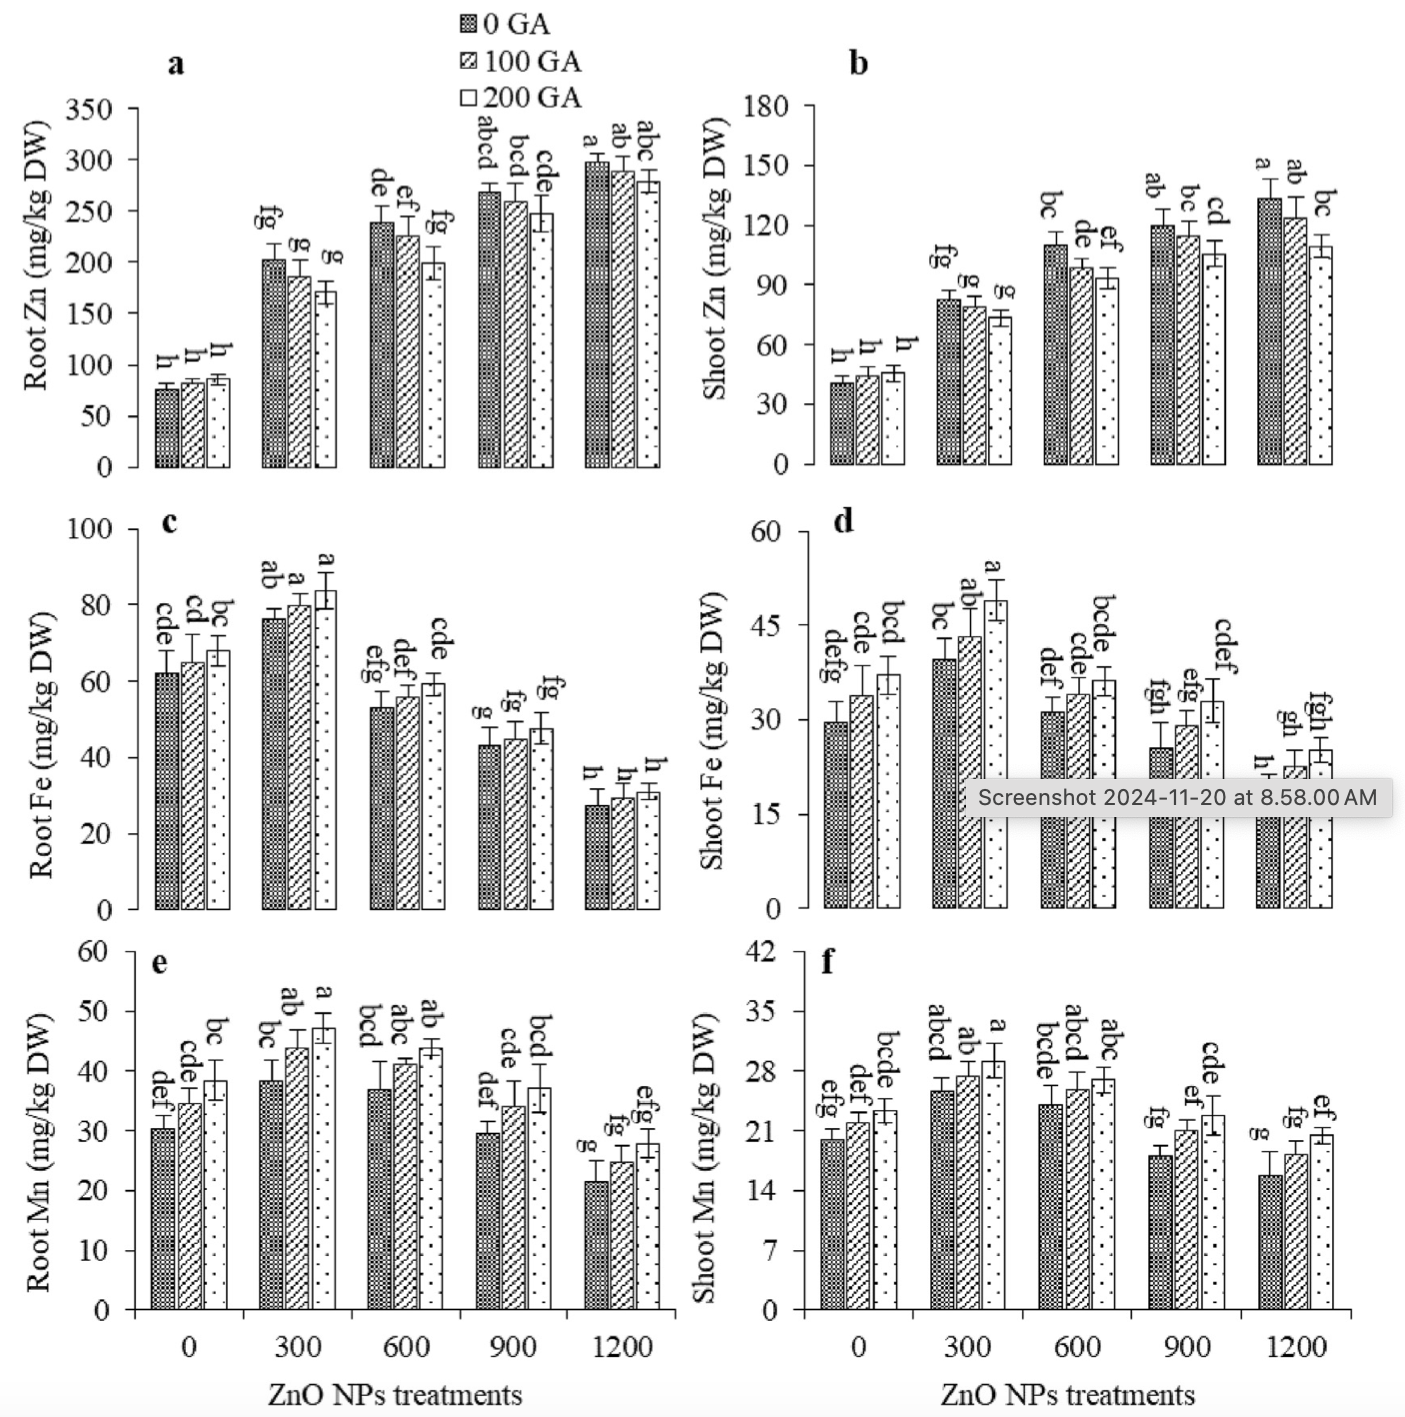 0 GA
100 GA
200 GA
a
Root Zn (mg/kg DW)
350
300
250
200
150
100
50
0
h h h
fg g g
de ef fg
abcd bcd cde
a ab abc
b
Shoot Zn (mg/kg DW)
180
150
120
90
60
30
0
h h h
fg g g
bc de ef
ab bc cd
a ab bc
c
Root Fe (mg/kg DW)
100
80
60
40
20
0
cde cd bc
ab a a
efg def cde
g fg fg
h h h
d
Shoot Fe (mg/kg DW)
60
45
30
15
0
defg cde bcd
bc ab a
def cde bcde
fgh efg cdef
h gh fgh
Screenshot 2024-11-20 at 8.58.00 AM
e
Root Mn (mg/kg DW)
60
50
40
30
20
10
0
def cde bc
bc ab a
bcd abc ab
def cde bcd
g fg efg
0 300 600 900 1200
ZnO NPs treatments
f
Shoot Mn (mg/kg DW)
42
35
28
21
14
7
0
efg def bcde
abcd ab a
bcde abcd abc
fg ef cde
g fg ef
0 300 600 900 1200
ZnO NPs treatments